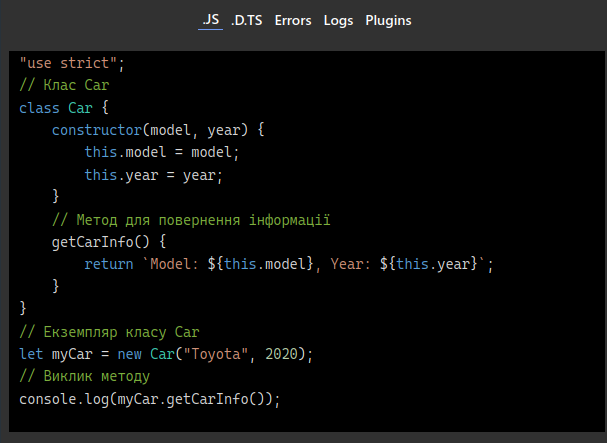 .JS .D.TS Errors Logs Plugins
"use strict";
// Клас Car
class Car {
    constructor(model, year) {
        this.model = model;
        this.year = year;
    }
    // Метод для повернення інформації
    getCarInfo() {
        return `Model: ${this.model}, Year: ${this.year}`;
    }
}
// Екземпляр класу Car
let myCar = new Car("Toyota", 2020);
// Виклик методу
console.log(myCar.getCarInfo());